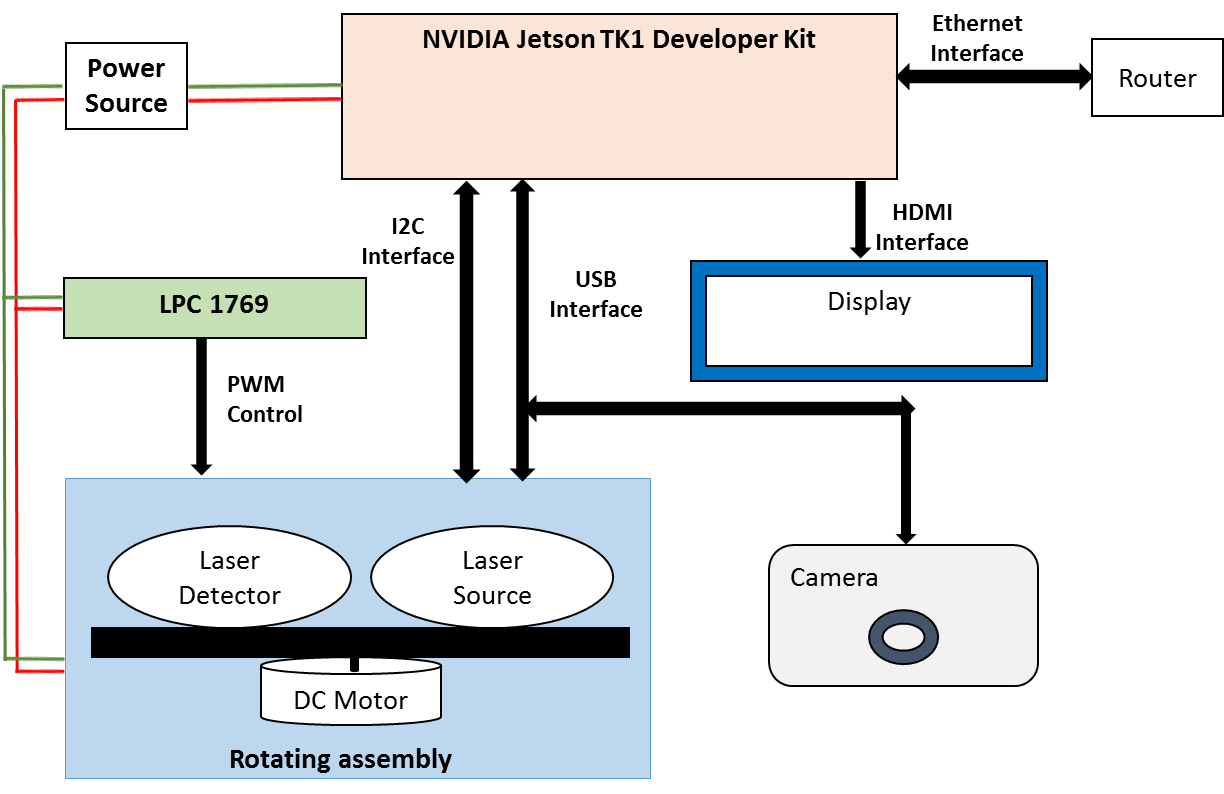 NVIDIA Jetson TK1 Developer Kit
Ethernet
Interface
Router
Power
Source
I2C
Interface
HDMI
Interface
USB
Interface
LPC 1769
Display
PWM
Control
Laser
Detector
Laser
Source
Camera
DC Motor
Rotating assembly